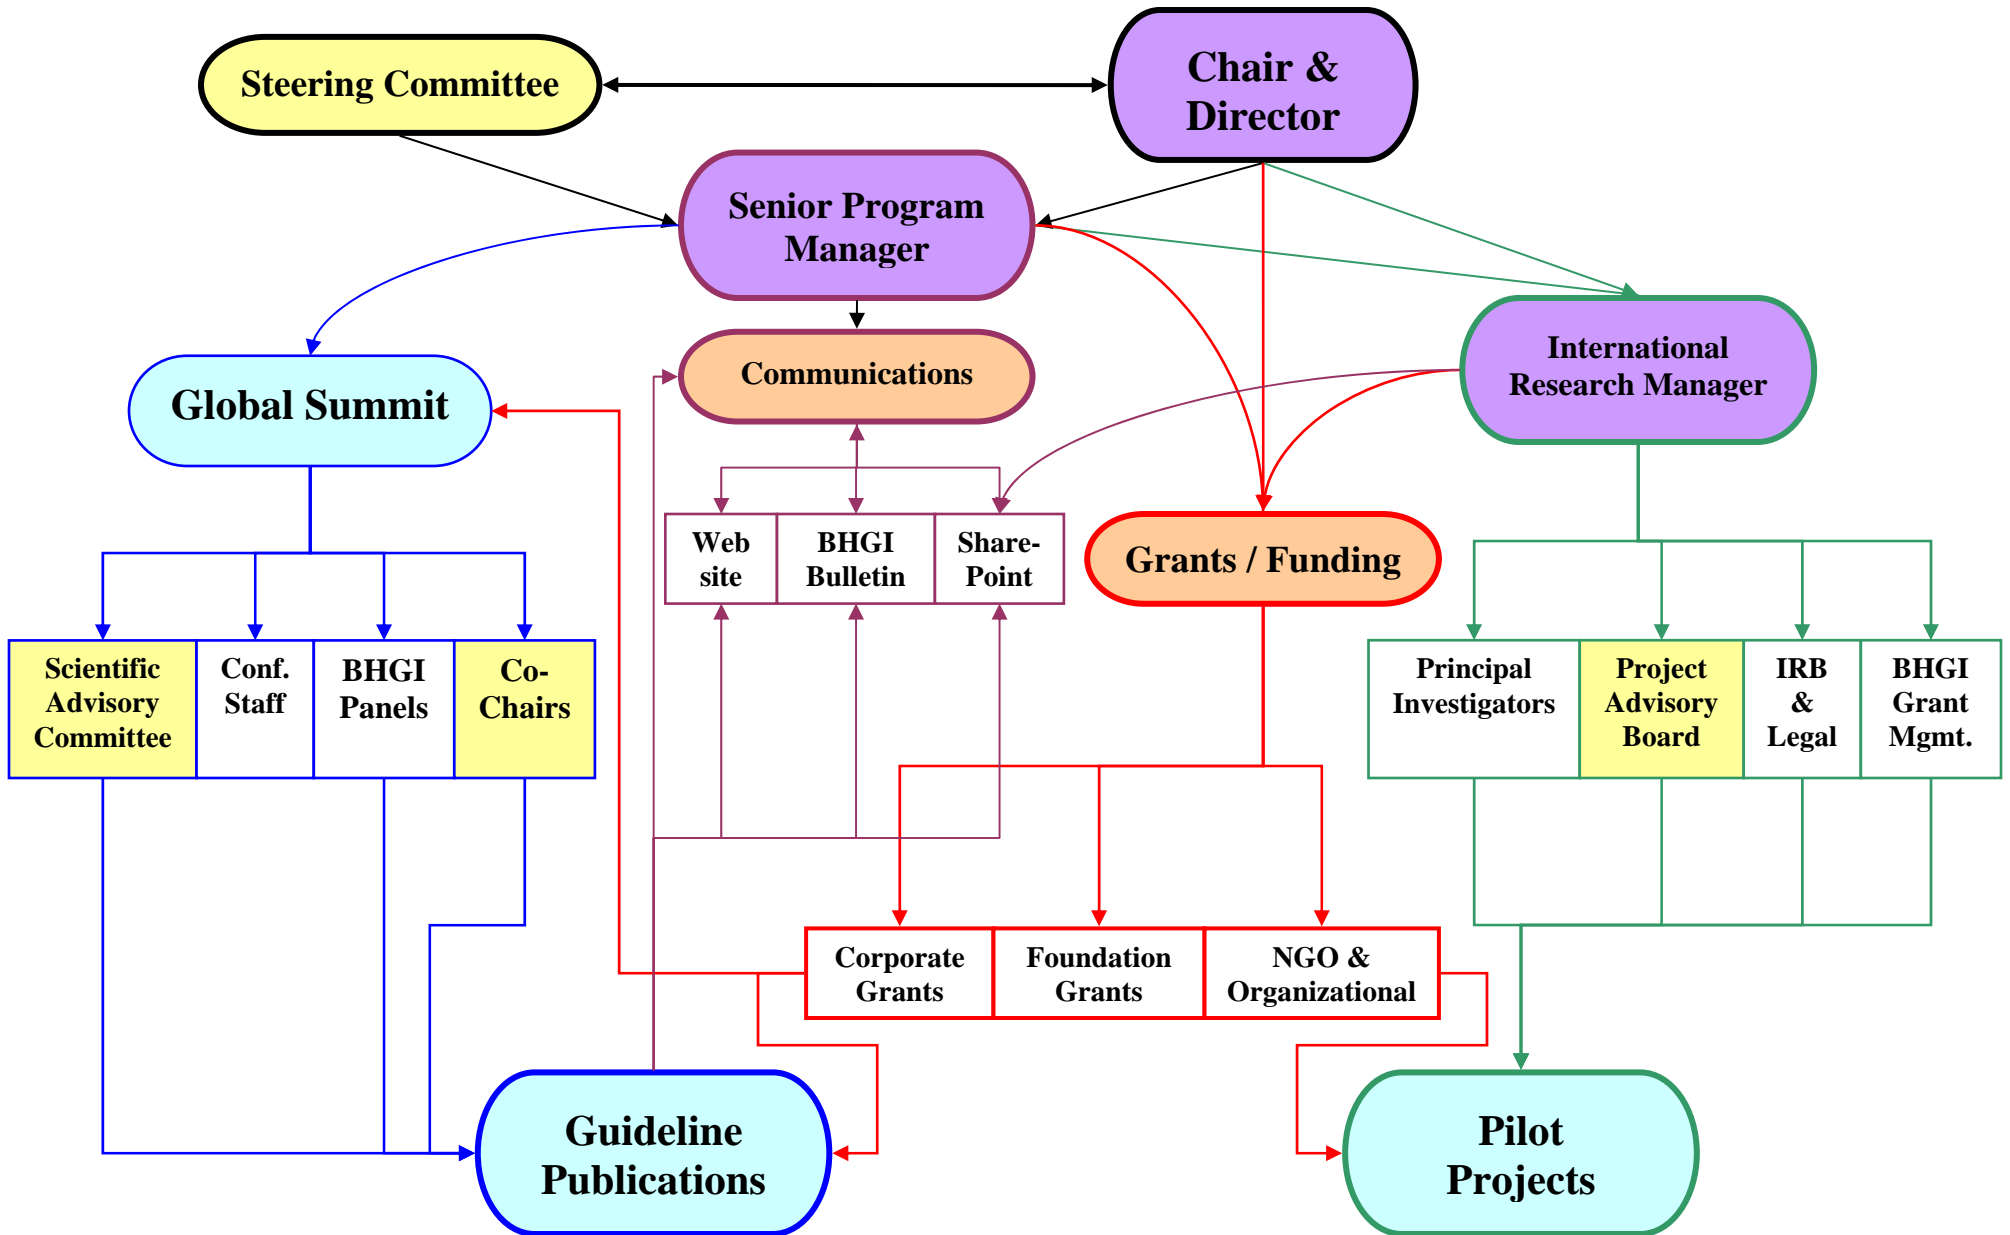 Steering Committee
Chair &
Director
Senior Program
Manager
Communications
International
Research Manager
Global Summit
Web
site
BHGI
Bulletin
Share-
Point
Grants / Funding
Scientific
Advisory
Committee
Conf.
Staff
BHGI
Panels
Co-
Chairs
Principal
Investigators
Project
Advisory
Board
IRB
&
Legal
BHGI
Grant
Mgmt.
Corporate
Grants
Foundation
Grants
NGO &
Organizational
Guideline
Publications
Pilot
Projects